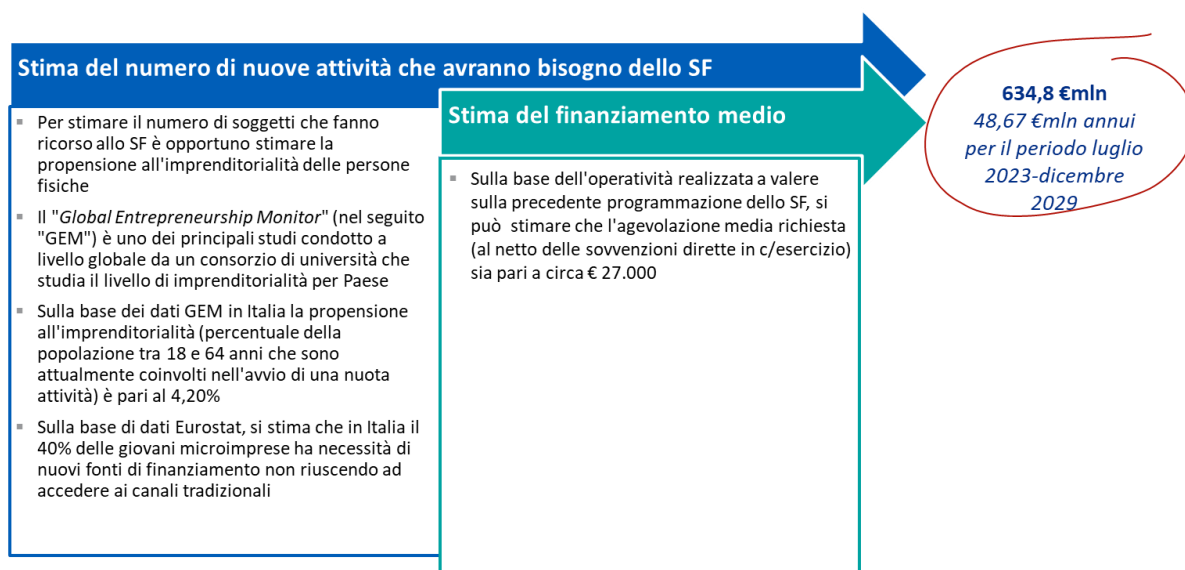 Stima del numero di nuove attività che avranno bisogno dello SF
Per stimare il numero di soggetti che fanno
ricorso allo SF è opportuno stimare la
propensione all'imprenditorialità delle persone
fisiche
Il "Global Entrepreneurship Monitor" (nel seguito
"GEM") è uno dei principali studi condotto a
livello globale da un consorzio di università che
studia il livello di imprenditorialità per Paese
Sulla base dei dati GEM in Italia la propensione
all'imprenditorialità (percentuale della
popolazione tra 18 e 64 anni che sono
attualmente coinvolti nell'avvio di una nuota
attività) è pari al 4,20%
Sulla base di dati Eurostat, si stima che in Italia il
40% delle giovani microimprese ha necessità di
nuovi fonti di finanziamento non riuscendo ad
accedere ai canali tradizionali
Stima del finanziamento medio
Sulla base dell'operatività realizzata a valere
sulla precedente programmazione dello SF, si
può stimare che l'agevolazione media richiesta
(al netto delle sovvenzioni dirette in c/esercizio)
sia pari a circa € 27.000
634,8 €mln
48,67 €mln annui
per il periodo luglio
2023-dicembre
2029